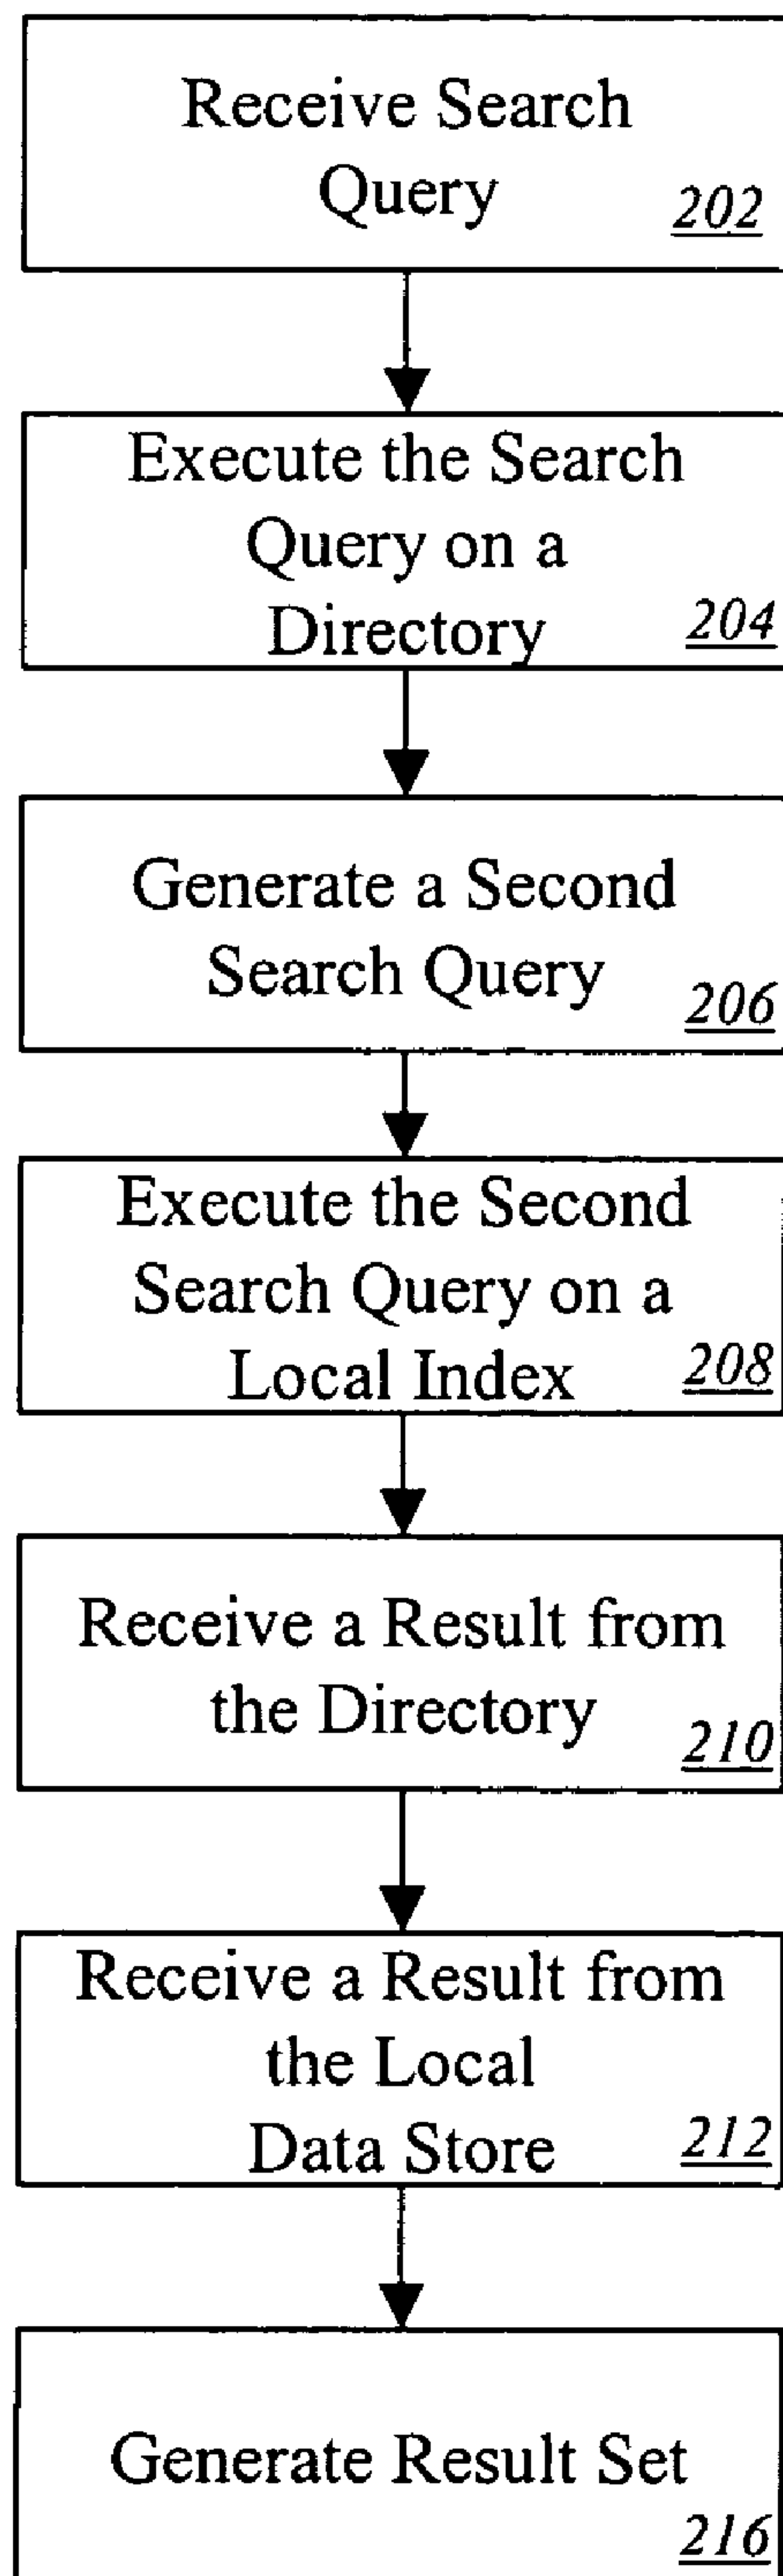 Receive Search
Query
202
Execute the Search
Query on a
Directory
204
Generate a Second
Search Query
206
Execute the Second
Search Query on a
Local Index
208
Receive a Result from
the Directory
210
Receive a Result from
the Local
Data Store
212
Generate Result Set
216